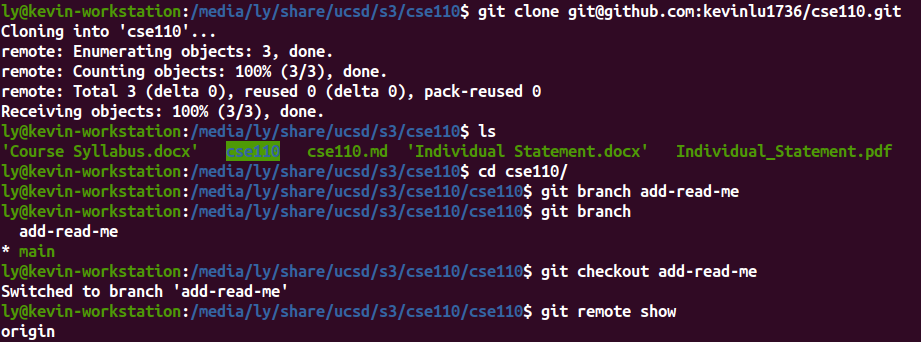 ly@kevin-workstation:/media/ly/share/ucsd/s3/cse110$ git clone git@github.com:kevinlu1736/cse110.git
Cloning into 'cse110'...
remote: Enumerating objects: 3, done.
remote: Counting objects: 100% (3/3), done.
remote: Total 3 (delta 0), reused 0 (delta 0), pack-reused 0
Receiving objects: 100% (3/3), done.
ly@kevin-workstation:/media/ly/share/ucsd/s3/cse110$ ls
'Course Syllabus.docx'   cse110   cse110.md  'Individual Statement.docx'   Individual_Statement.pdf
ly@kevin-workstation:/media/ly/share/ucsd/s3/cse110$ cd cse110/
ly@kevin-workstation:/media/ly/share/ucsd/s3/cse110/cse110$ git branch add-read-me
ly@kevin-workstation:/media/ly/share/ucsd/s3/cse110/cse110$ git branch
  add-read-me
* main
ly@kevin-workstation:/media/ly/share/ucsd/s3/cse110/cse110$ git checkout add-read-me
Switched to branch 'add-read-me'
ly@kevin-workstation:/media/ly/share/ucsd/s3/cse110/cse110$ git remote show
origin